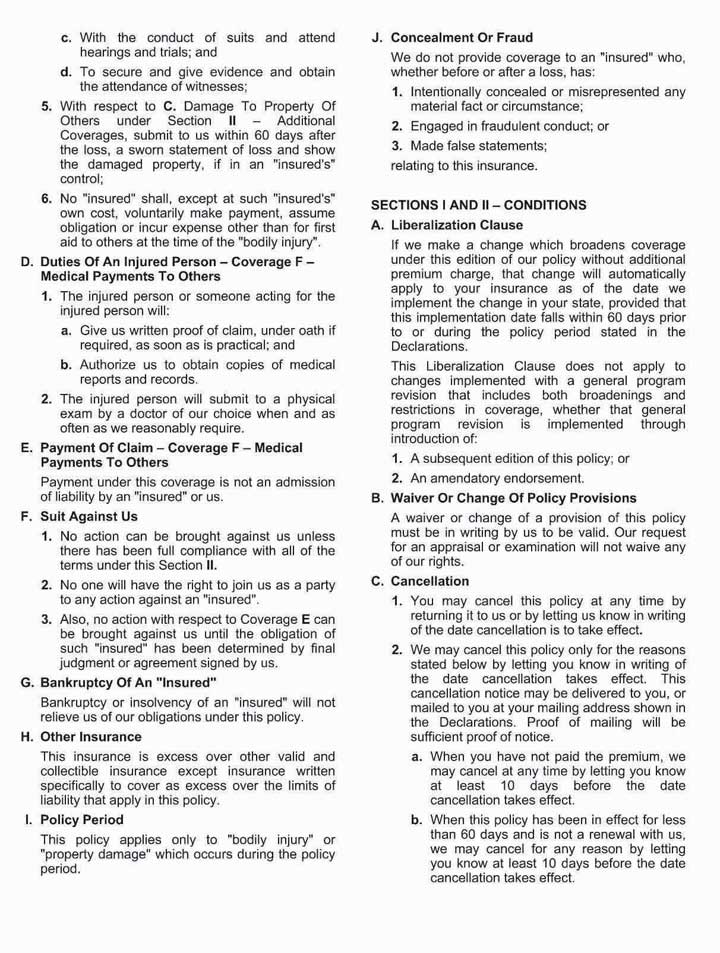 c. With the conduct of suits and attend
hearings and trials; and
d. To secure and give evidence and obtain
the attendance of witnesses;
5. With respect to C. Damage To Property Of
Others under Section II – Additional
Coverages, submit to us within 60 days after
the loss, a sworn statement of loss and show
the damaged property, if in an "insured's"
control;
6. No "insured" shall, except at such "insured's"
own cost, voluntarily make payment, assume
obligation or incur expense other than for first
aid to others at the time of the "bodily injury".
D. Duties Of An Injured Person – Coverage F –
Medical Payments To Others
1. The injured person or someone acting for the
injured person will:
a. Give us written proof of claim, under oath if
required, as soon as is practical; and
b. Authorize us to obtain copies of medical
reports and records.
2. The injured person will submit to a physical
exam by a doctor of our choice when and as
often as we reasonably require.
E. Payment Of Claim – Coverage F – Medical
Payments To Others
Payment under this coverage is not an admission
of liability by an "insured" or us.
F. Suit Against Us
1. No action can be brought against us unless
there has been full compliance with all of the
terms under this Section II.
2. No one will have the right to join us as a party
to any action against an "insured".
3. Also, no action with respect to Coverage E can
be brought against us until the obligation of
such "insured" has been determined by final
judgment or agreement signed by us.
G. Bankruptcy Of An "Insured"
Bankruptcy or insolvency of an "insured" will not
relieve us of our obligations under this policy.
H. Other Insurance
This insurance is excess over other valid and
collectible insurance except insurance written
specifically to cover as excess over the limits of
liability that apply in this policy.
I. Policy Period
This policy applies only to "bodily injury" or
"property damage" which occurs during the policy
period.
J. Concealment Or Fraud
We do not provide coverage to an "insured" who,
whether before or after a loss, has:
1. Intentionally concealed or misrepresented any
material fact or circumstance;
2. Engaged in fraudulent conduct; or
3. Made false statements;
relating to this insurance.
SECTIONS I AND II – CONDITIONS
A. Liberalization Clause
If we make a change which broadens coverage
under this edition of our policy without additional
premium charge, that change will automatically
apply to your insurance as of the date we
implement the change in your state, provided that
this implementation date falls within 60 days prior
to or during the policy period stated in the
Declarations.
This Liberalization Clause does not apply to
changes implemented with a general program
revision that includes both broadenings and
restrictions in coverage, whether that general
program revision is implemented through
introduction of:
1. A subsequent edition of this policy; or
2. An amendatory endorsement.
B. Waiver Or Change Of Policy Provisions
A waiver or change of a provision of this policy
must be in writing by us to be valid. Our request
for an appraisal or examination will not waive any
of our rights.
C. Cancellation
1. You may cancel this policy at any time by
returning it to us or by letting us know in writing
of the date cancellation is to take effect.
2. We may cancel this policy only for the reasons
stated below by letting you know in writing of
the date cancellation takes effect. This
cancellation notice may be delivered to you, or
mailed to you at your mailing address shown in
the Declarations. Proof of mailing will be
sufficient proof of notice.
a. When you have not paid the premium, we
may cancel at any time by letting you know
at least 10 days before the date
cancellation takes effect.
b. When this policy has been in effect for less
than 60 days and is not a renewal with us,
we may cancel for any reason by letting
you know at least 10 days before the date
cancellation takes effect.